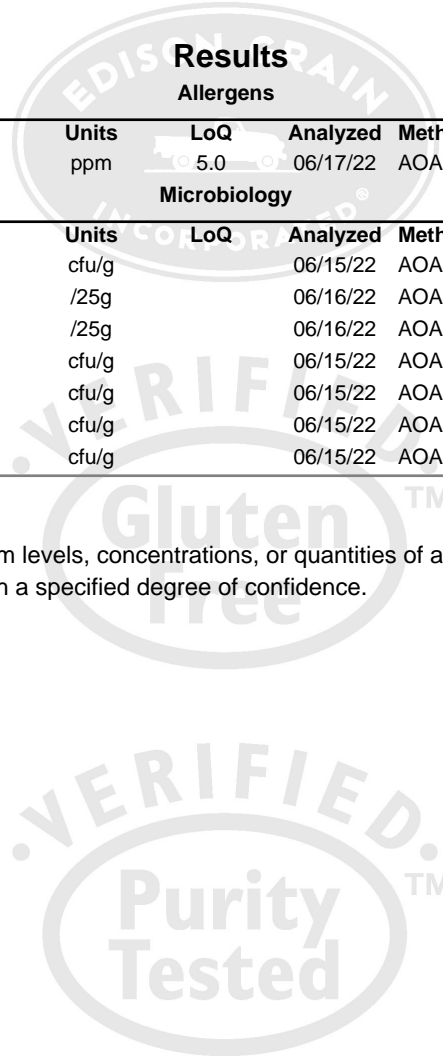 EDISON GRAIN
Results
Allergens
Units LoQ Analyzed Meth
ppm 5.0 06/17/22 AOA
Microbiology
INCORPORATED®
Units LoQ Analyzed Meth
cfu/g 06/15/22 AOA
/25g 06/16/22 AOA
/25g 06/16/22 AOA
cfu/g 06/15/22 AOA
cfu/g 06/15/22 AOA
cfu/g 06/15/22 AOA
cfu/g 06/15/22 AOA
VERIFIED
Gluten
Free
TM
m levels, concentrations, or quantities of a
n a specified degree of confidence.
VERIFIED
Purity
Tested
TM